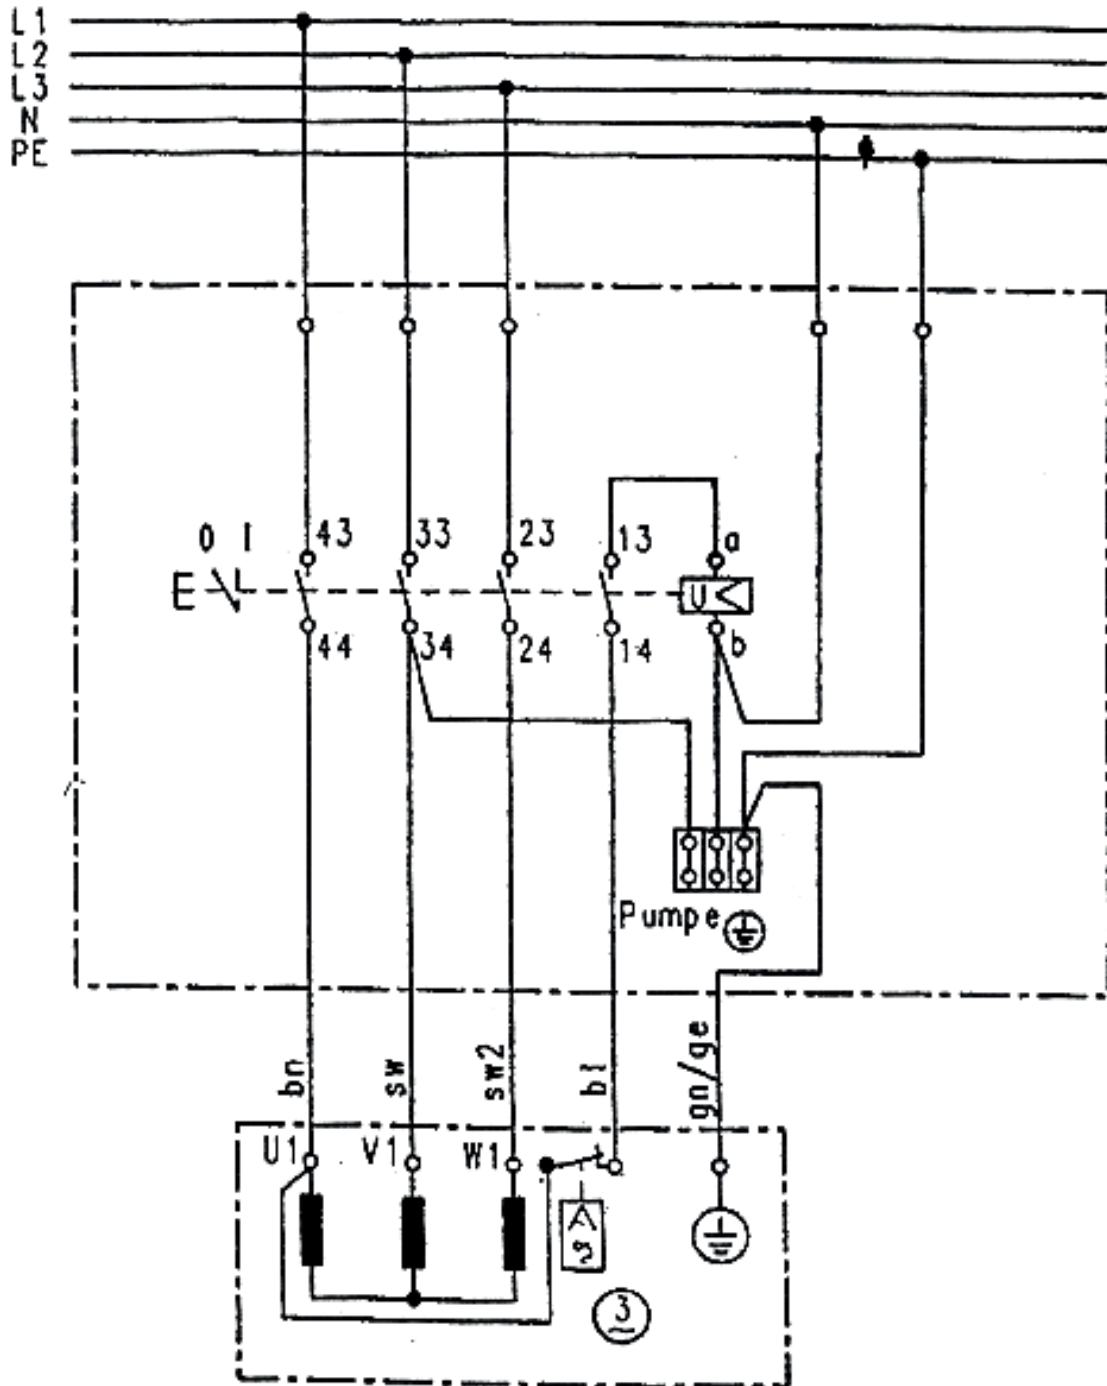 L1
L2
L3
N
PE
0 I 43 33 23 13 a
E U <
44 34 24 14 b
Pumpe
bn sw sw2 bl gn/ge
U1 V1 W1
ϑ
3
~